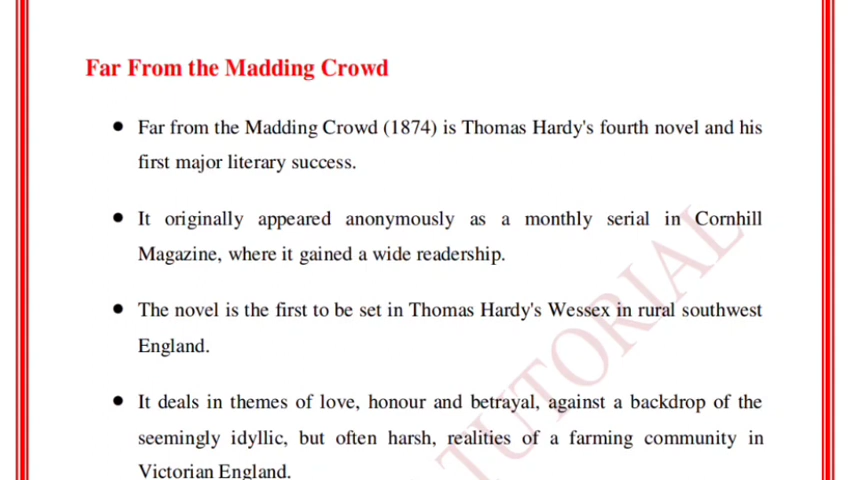 Far From the Madding Crowd
● Far from the Madding Crowd (1874) is Thomas Hardy's fourth novel and his
first major literary success.
● It originally appeared anonymously as a monthly serial in Cornhill
Magazine, where it gained a wide readership.
● The novel is the first to be set in Thomas Hardy's Wessex in rural southwest
England.
● It deals in themes of love, honour and betrayal, against a backdrop of the
seemingly idyllic, but often harsh, realities of a farming community in
Victorian England.
TUTORIAL